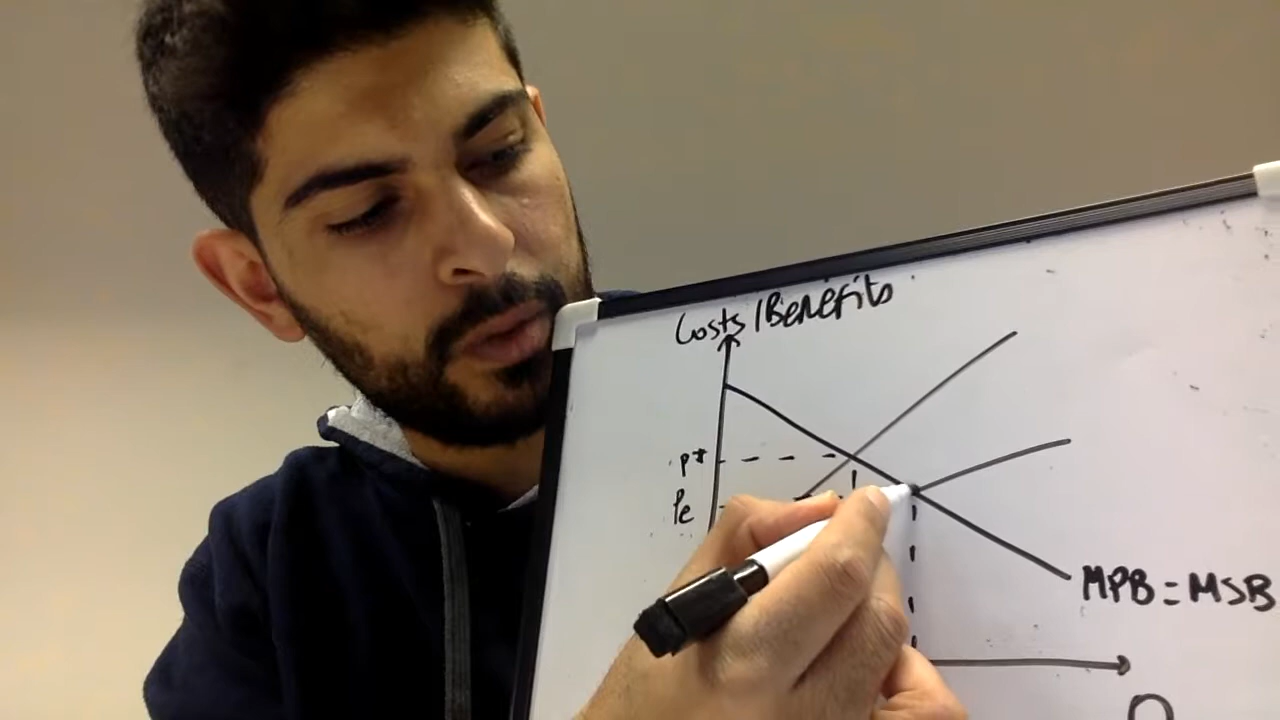 Costs/Benefits
P*
Pe
MPB = MSB
Q